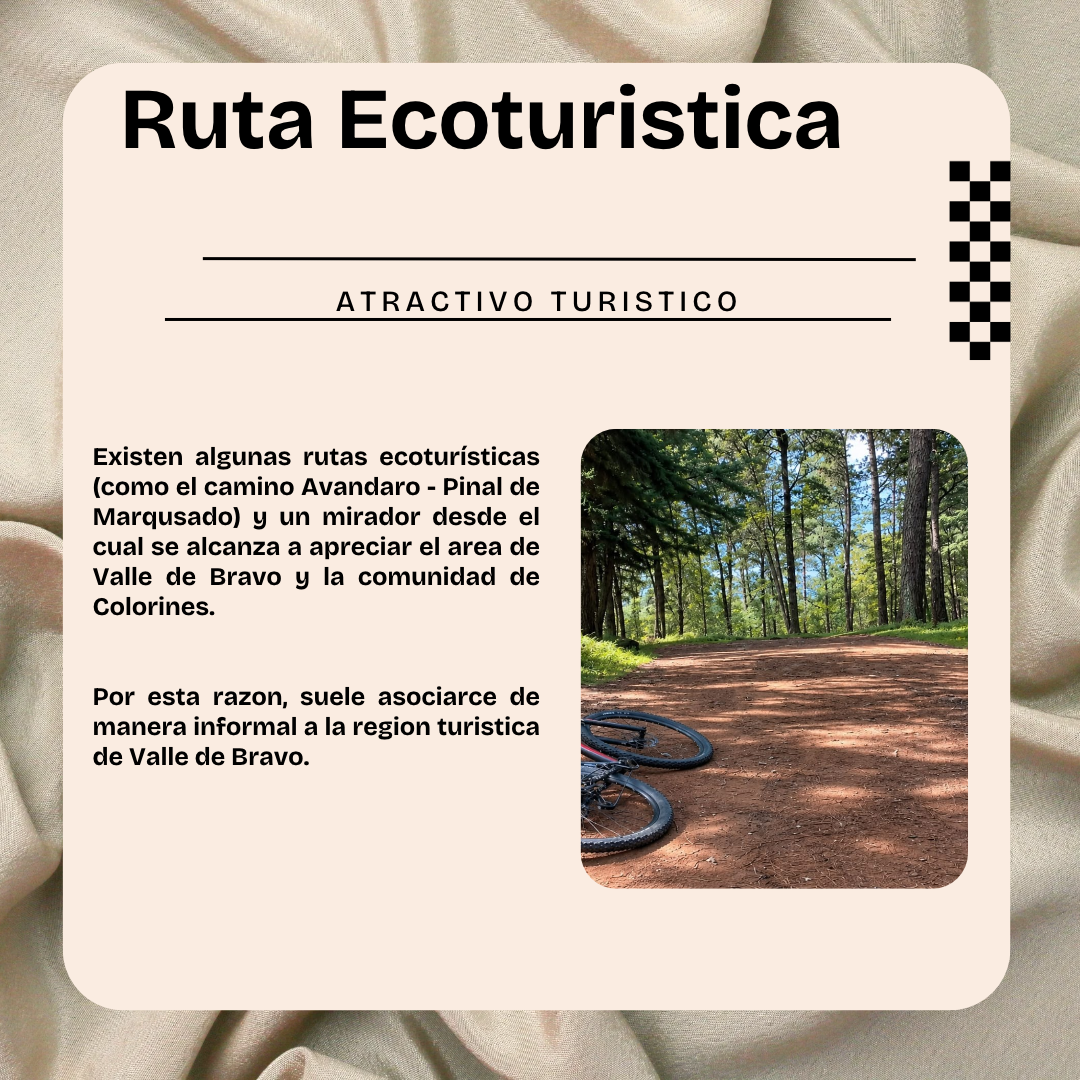 Ruta Ecoturistica
ATRACTIVO TURISTICO
Existen algunas rutas ecoturísticas
(como el camino Avandaro - Pinal de
Marqusado) y un mirador desde el
cual se alcanza a apreciar el area de
Valle de Bravo y la comunidad de
Colorines.
Por esta razon, suele asociarce de
manera informal a la region turistica
de Valle de Bravo.